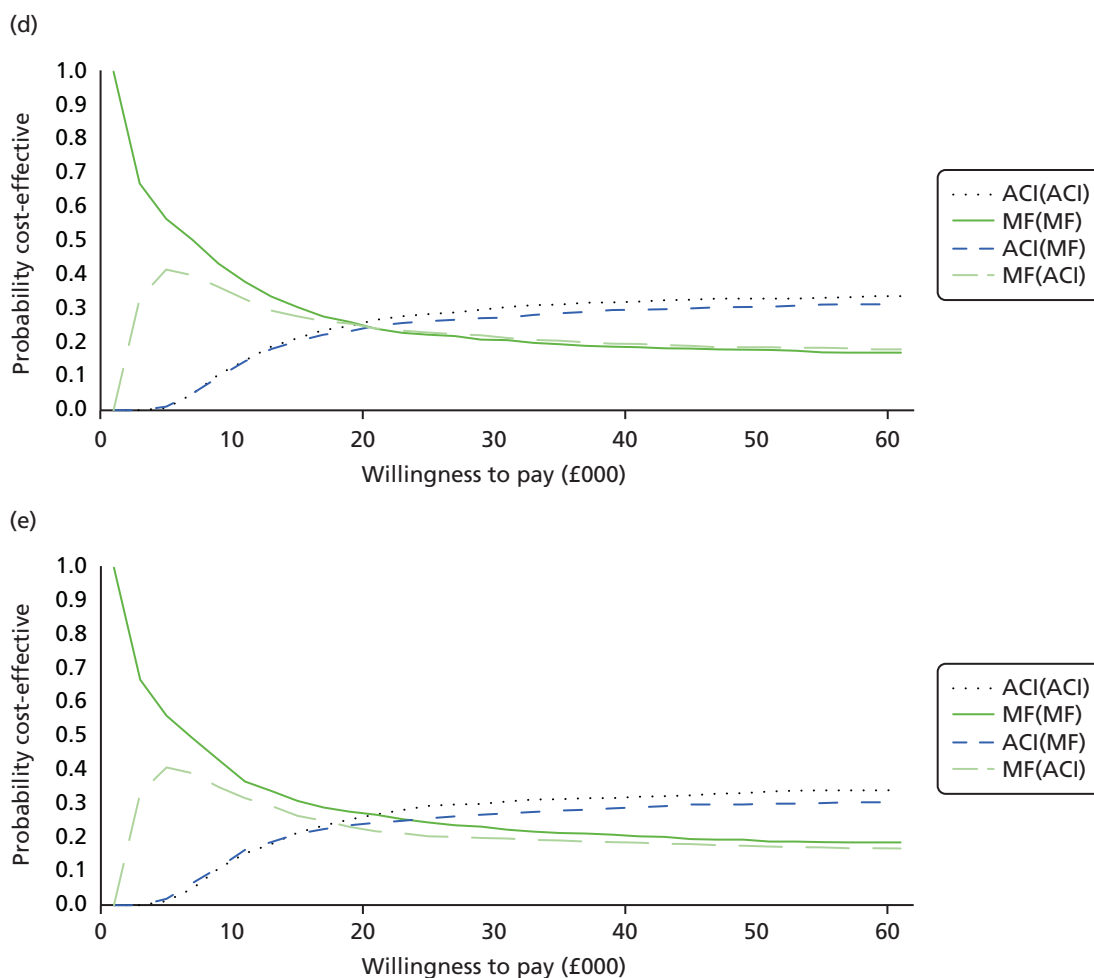 (d)
1.0
0.9
0.8
0.7
0.6
0.5
0.4
0.3
0.2
0.1
0.0
Probability cost-effective
0 10 20 30 40 50 60
Willingness to pay (£000)
ACI(ACI)
MF(MF)
ACI(MF)
MF(ACI)
(e)
1.0
0.9
0.8
0.7
0.6
0.5
0.4
0.3
0.2
0.1
0.0
Probability cost-effective
0 10 20 30 40 50 60
Willingness to pay (£000)
ACI(ACI)
MF(MF)
ACI(MF)
MF(ACI)